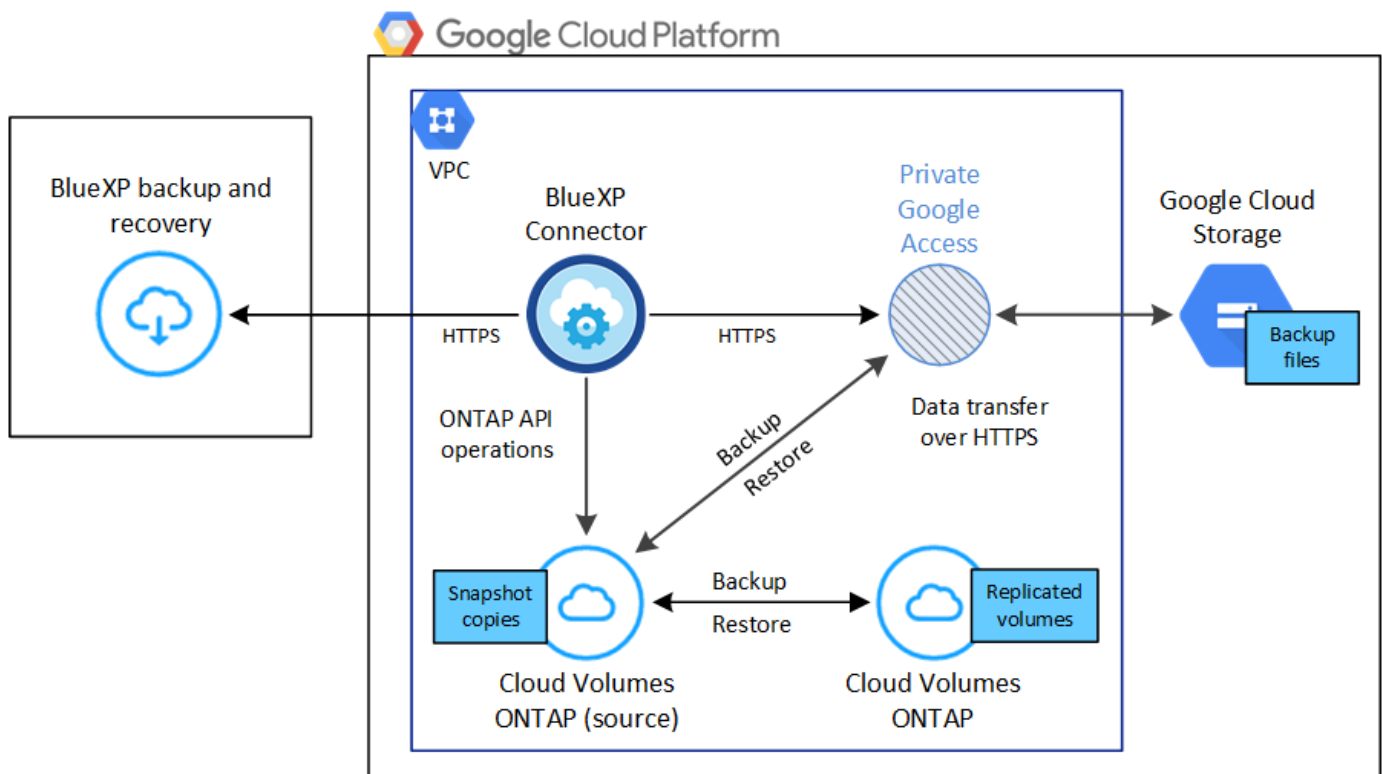 Google Cloud Platform
VPC
BlueXP backup and
recovery
BlueXP
Connector
Private
Google
Access
Google Cloud
Storage
Backup
files
HTTPS
HTTPS
ONTAP API
operations
Backup
Restore
Data transfer
over HTTPS
Snapshot
copies
Backup
Restore
Replicated
volumes
Cloud Volumes
ONTAP (source)
Cloud Volumes
ONTAP